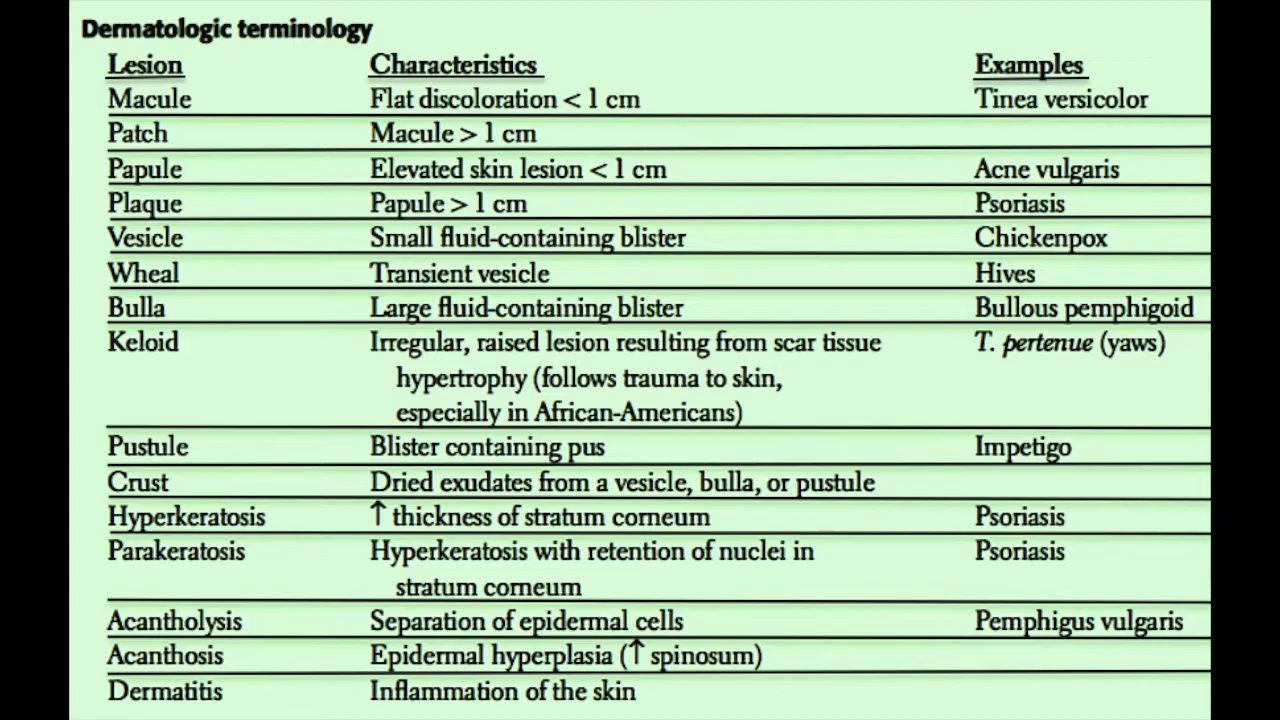 Dermatologic terminology
Lesion Characteristics Examples
Macule Flat discoloration < 1 cm Tinea versicolor
Patch Macule > 1 cm
Papule Elevated skin lesion < 1 cm Acne vulgaris
Plaque Papule > 1 cm Psoriasis
Vesicle Small fluid-containing blister Chickenpox
Wheal Transient vesicle Hives
Bulla Large fluid-containing blister Bullous pemphigoid
Keloid Irregular, raised lesion resulting from scar tissue T. pertenue (yaws)
hypertrophy (follows trauma to skin,
especially in African-Americans)
Pustule Blister containing pus Impetigo
Crust Dried exudates from a vesicle, bulla, or pustule
Hyperkeratosis ↑ thickness of stratum corneum Psoriasis
Parakeratosis Hyperkeratosis with retention of nuclei in Psoriasis
stratum corneum
Acantholysis Separation of epidermal cells Pemphigus vulgaris
Acanthosis Epidermal hyperplasia (↑ spinosum)
Dermatitis Inflammation of the skin